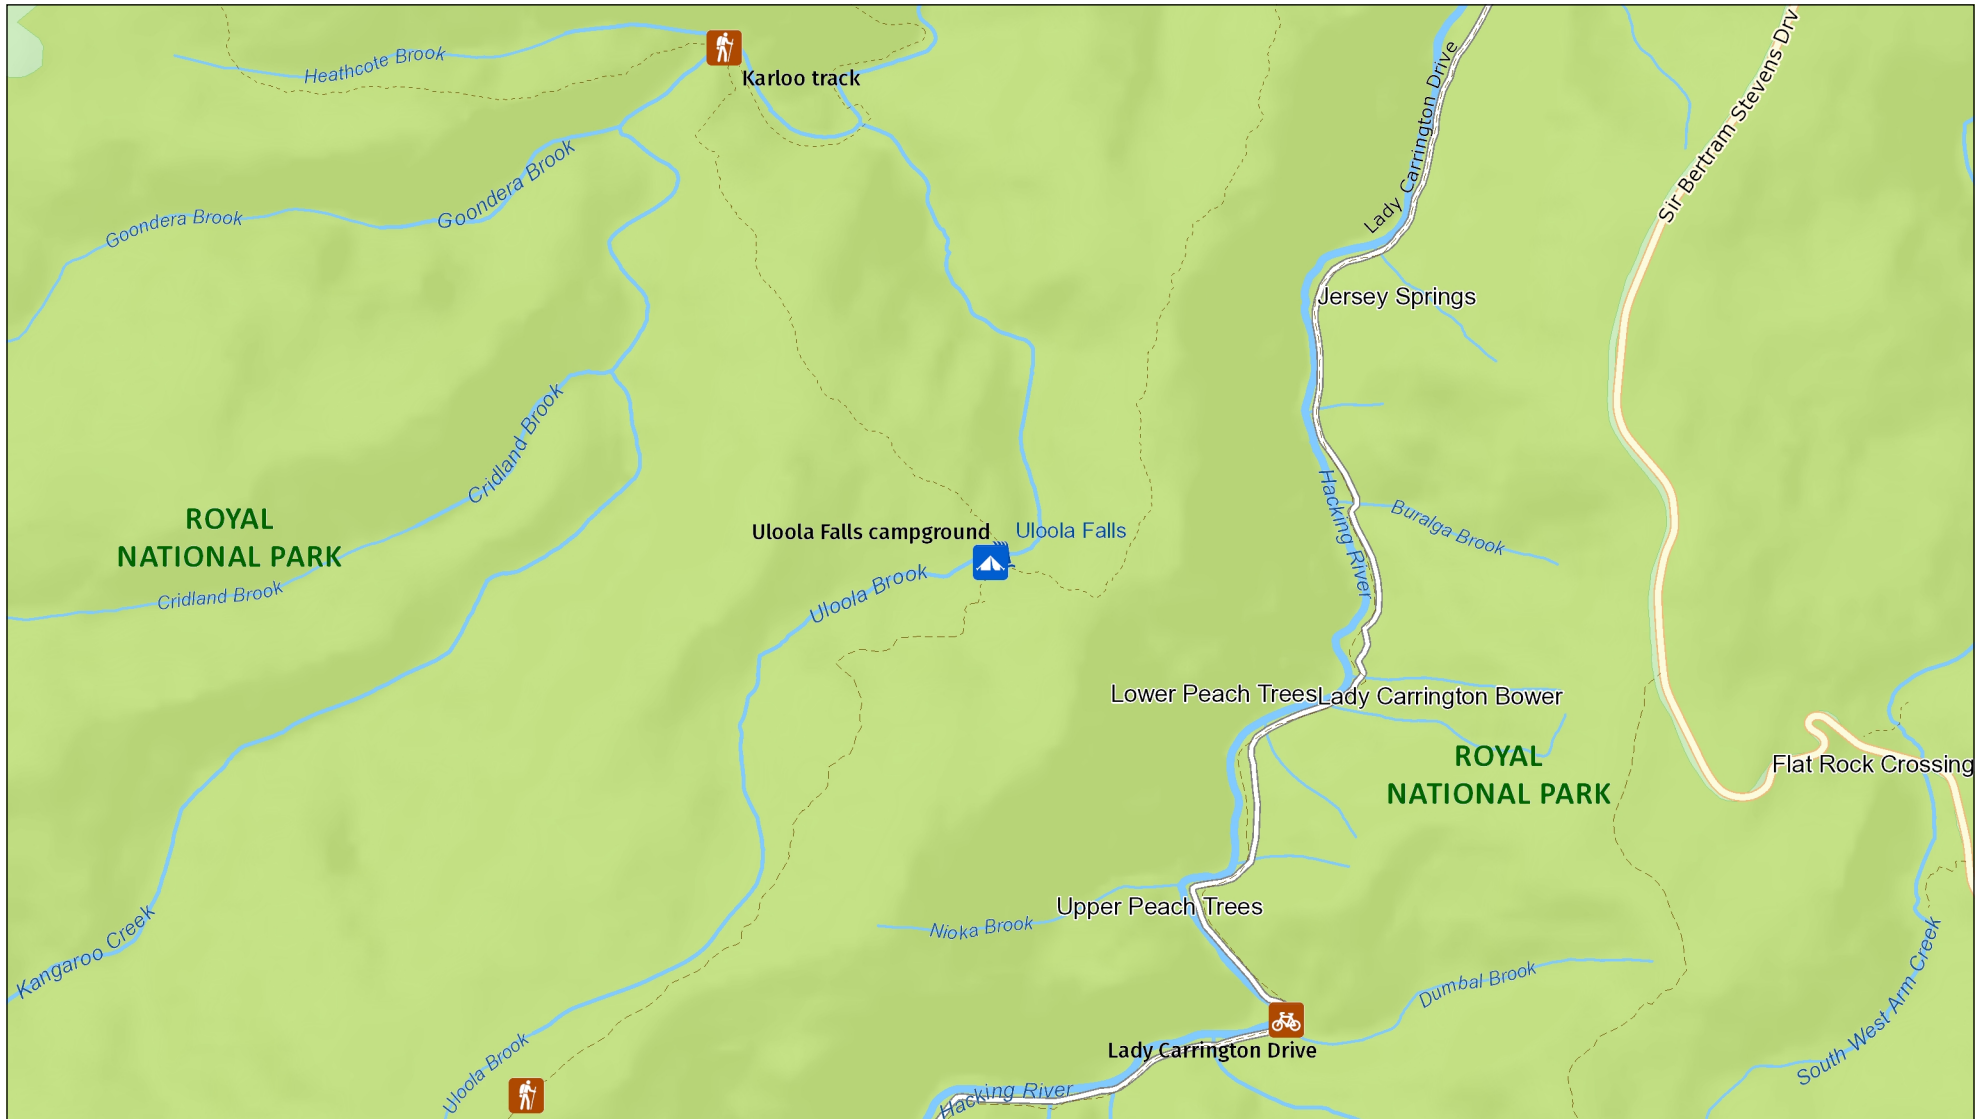 Heathcote Brook
Karloo track
Lady Carrington Drive
Sir Bertram Stevens Drv
Goondera Brook
Goondera Brook
Jersey Springs
Cridland Brook
Hacking River
Buralga Brook
ROYAL
NATIONAL PARK
Uloola Falls campground
Uloola Falls
Cridland Brook
Uloola Brook
Lower Peach Trees
Lady Carrington Bower
ROYAL
NATIONAL PARK
Flat Rock Crossing
Kangaroo Creek
Upper Peach Trees
Nioka Brook
Dumbal Brook
South West Arm Creek
Lady Carrington Drive
Uloola Brook
Hacking River